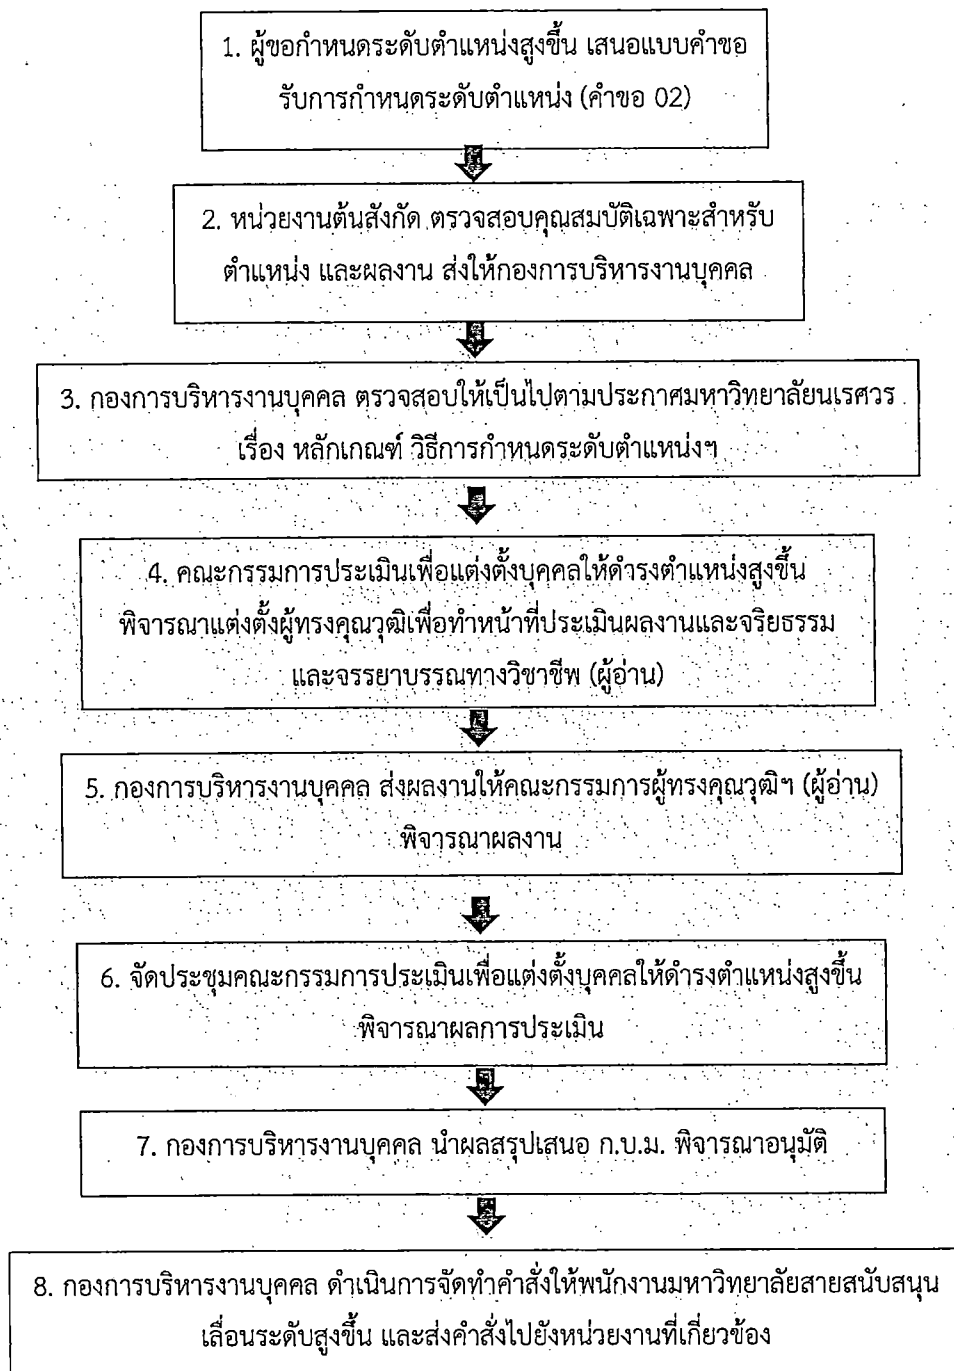 1. ผู้ขอกำหนดระดับตำแหน่งสูงขึ้น เสนอแบบคำขอ
รับการกำหนดระดับตำแหน่ง (คำขอ 02)
2. หน่วยงานต้นสังกัด ตรวจสอบคุณสมบัติเฉพาะสำหรับ
ตำแหน่ง และผลงาน ส่งให้กองการบริหารงานบุคคล
3. กองการบริหารงานบุคคล ตรวจสอบให้เป็นไปตามประกาศมหาวิทยาลัยนเรศวร
เรื่อง หลักเกณฑ์ วิธีการกำหนดระดับตำแหน่งฯ
4. คณะกรรมการประเมินเพื่อแต่งตั้งบุคคลให้ดำรงตำแหน่งสูงขึ้น
พิจารณาแต่งตั้งผู้ทรงคุณวุฒิเพื่อทำหน้าที่ประเมินผลงานและจริยธรรม
และจรรยาบรรณทางวิชาชีพ (ผู้อ่าน)
5. กองการบริหารงานบุคคล ส่งผลงานให้คณะกรรมการผู้ทรงคุณวุฒิฯ (ผู้อ่าน)
พิจารณาผลงาน
6. จัดประชุมคณะกรรมการประเมินเพื่อแต่งตั้งบุคคลให้ดำรงตำแหน่งสูงขึ้น
พิจารณาผลการประเมิน
7. กองการบริหารงานบุคคล นำผลสรุปเสนอ ก.บ.ม. พิจารณาอนุมัติ
8. กองการบริหารงานบุคคล ดำเนินการจัดทำคำสั่งให้พนักงานมหาวิทยาลัยสายสนับสนุน
เลื่อนระดับสูงขึ้น และส่งคำสั่งไปยังหน่วยงานที่เกี่ยวข้อง